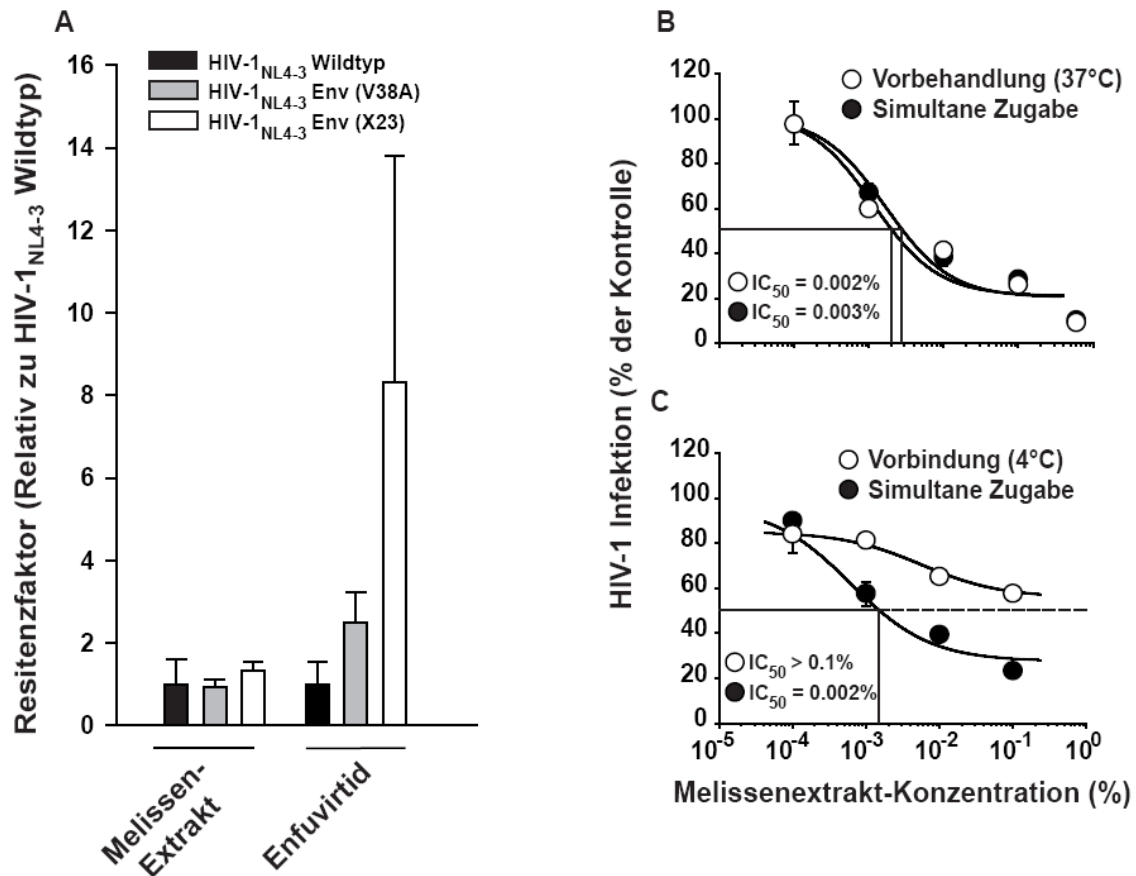 A
Resitenzfaktor (Relativ zu HIV-1NL4-3 Wildtyp)
16
14
12
10
8
6
4
2
0
HIV-1NL4-3 Wildtyp
HIV-1NL4-3 Env (V38A)
HIV-1NL4-3 Env (X23)
Melissen-
Extrakt
Enfuvirtid
HIV-1 Infektion (% der Kontrolle)
B
120
100
80
60
40
20
0
Vorbehandlung (37°C)
Simultane Zugabe
IC50 = 0.002%
IC50 = 0.003%
C
120
100
80
60
40
20
0
Vorbindung (4°C)
Simultane Zugabe
IC50 > 0.1%
IC50 = 0.002%
10-5 10-4 10-3 10-2 10-1 100
Melissenextrakt-Konzentration (%)